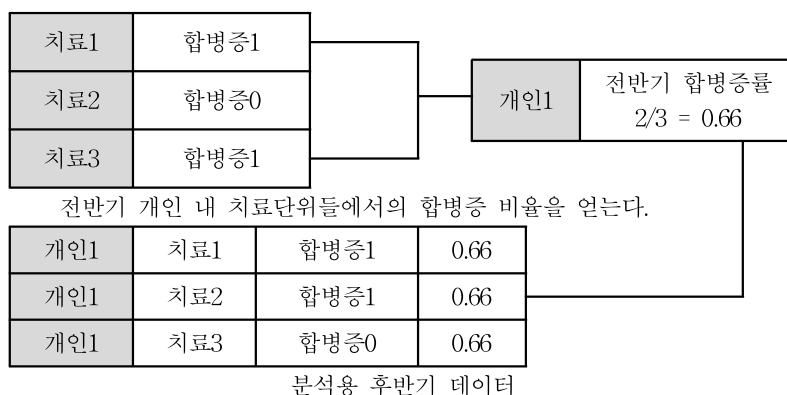 치료1 합병증1
치료2 합병증0
치료3 합병증1
개인1 전반기 합병증률
2/3 = 0.66
전반기 개인 내 치료단위들에서의 합병증 비율을 얻는다.
개인1 치료1 합병증1 0.66
개인1 치료2 합병증1 0.66
개인1 치료3 합병증0 0.66
분석용 후반기 데이터